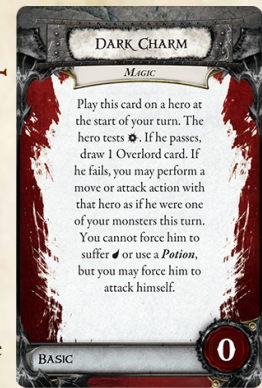 DARK CHARM
MAGIC
Play this card on a hero at
the start of your turn. The
hero tests . If he passes,
draw 1 Overlord card. If
he fails, you may perform a
move or attack action with
that hero as if he were one
of your monsters this turn.
You cannot force him to
suffer or use a Potion,
but you may force him to
attack himself.
BASIC
0